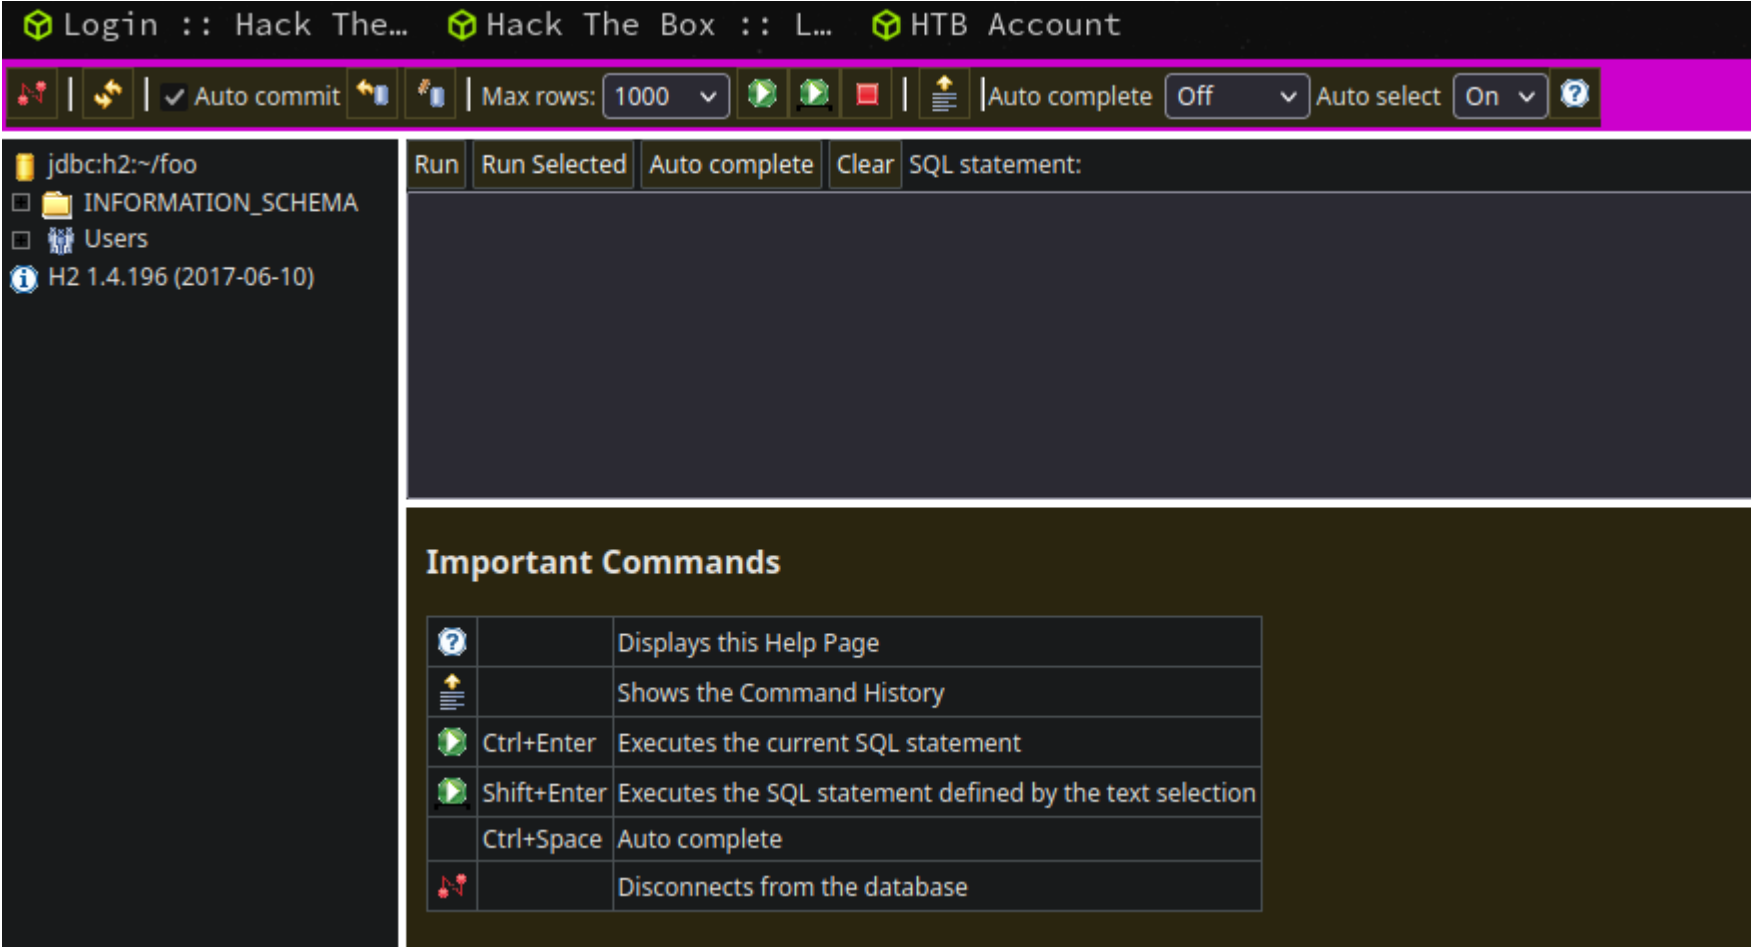 Login :: Hack The… Hack The Box :: L… HTB Account
Auto commit Max rows: 1000 Auto complete Off Auto select On
jdbc:h2:~/foo
INFORMATION_SCHEMA
Users
H2 1.4.196 (2017-06-10)
Run Run Selected Auto complete Clear SQL statement:
Important Commands
Displays this Help Page
Shows the Command History
Ctrl+Enter Executes the current SQL statement
Shift+Enter Executes the SQL statement defined by the text selection
Ctrl+Space Auto complete
Disconnects from the database